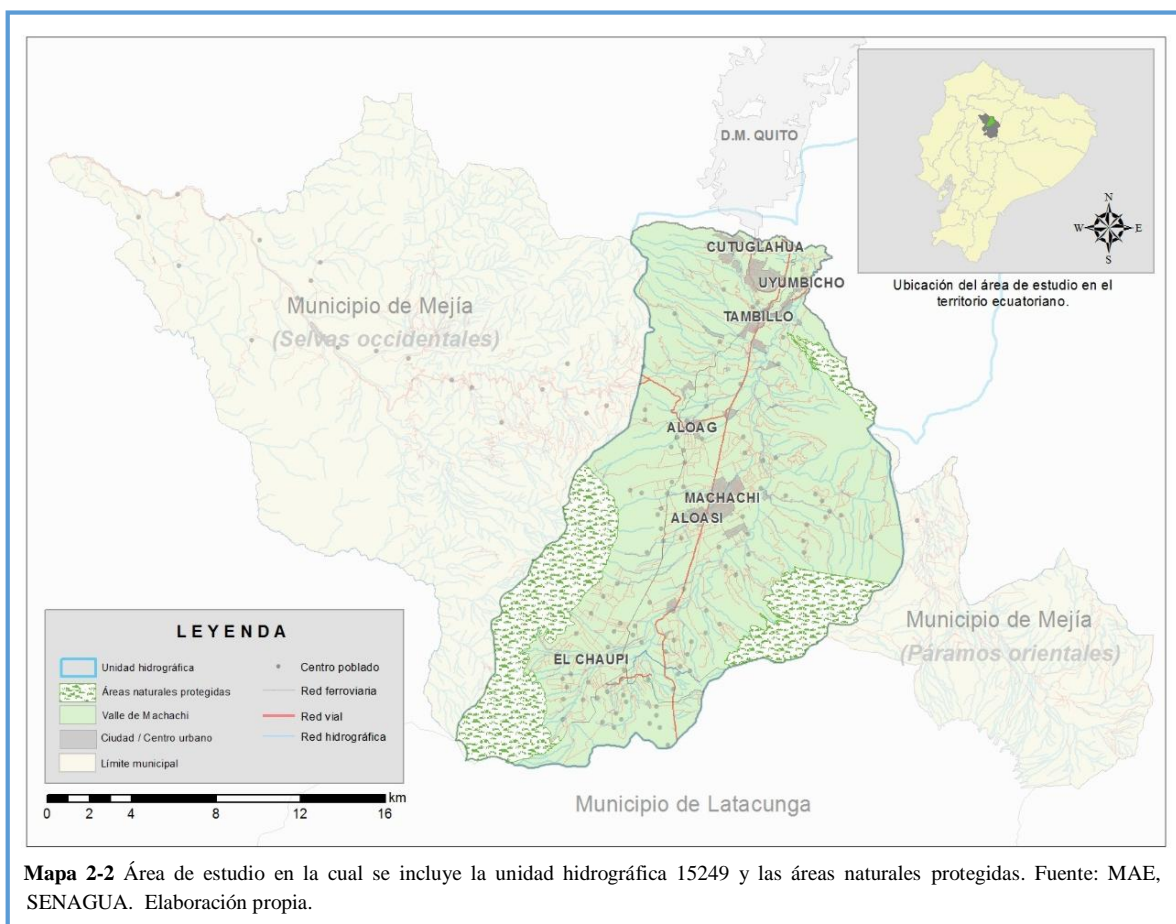 D.M. QUITO
N
W E
S
Ubicación del área de estudio en el
territorio ecuatoriano.
CUTUGLAHUA
UYUMBICHO
TAMBILLO
Municipio de Mejía
(Selvas occidentales)
ALOAG
MACHACHI
ALOASI
Municipio de Mejía
(Páramos orientales)
EL CHAUPI
LEYENDA
Unidad hidrográfica
Áreas naturales protegidas
Valle de Machachi
Ciudad / Centro urbano
Límite municipal
Centro poblado
Red ferroviaria
Red vial
Red hidrográfica
km
0 2 4 8 12 16
Municipio de Latacunga
Mapa 2-2 Área de estudio en la cual se incluye la unidad hidrográfica 15249 y las áreas naturales protegidas. Fuente: MAE,
SENAGUA. Elaboración propia.